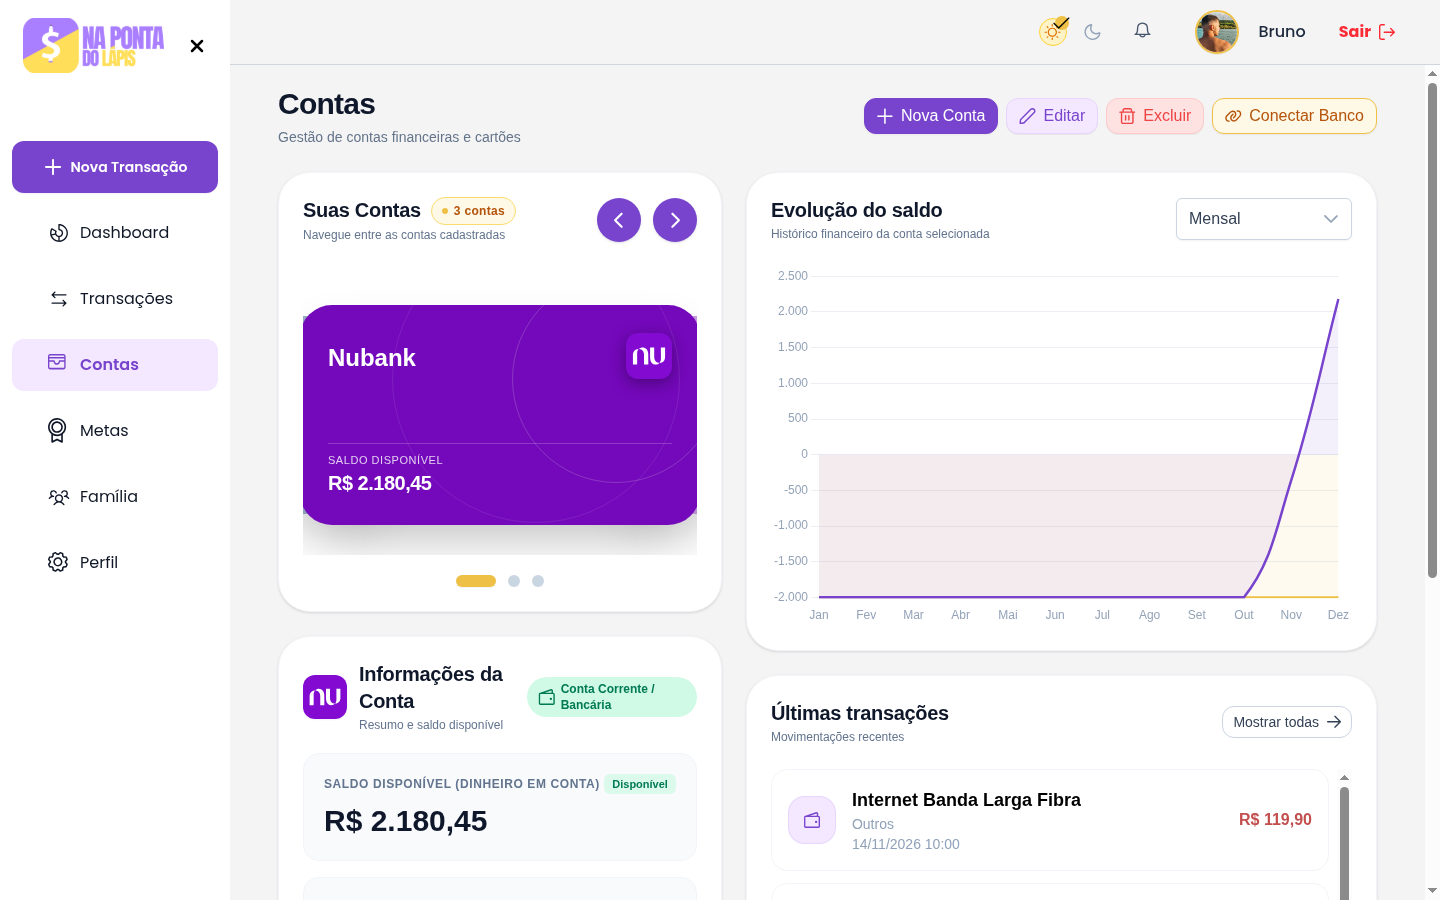 NA PONTA
DO LÁPIS
Bruno
Sair
Nova Transação
Dashboard
Transações
Contas
Metas
Família
Perfil
Contas
Gestão de contas financeiras e cartões
Nova Conta
Editar
Excluir
Conectar Banco
Suas Contas
3 contas
Navegue entre as contas cadastradas
Nubank
nu
SALDO DISPONÍVEL
R$ 2.180,45
Evolução do saldo
Histórico financeiro da conta selecionada
Mensal
2.500
2.000
1.500
1.000
500
0
-500
-1.000
-1.500
-2.000
Jan Fev Mar Abr Mai Jun Jul Ago Set Out Nov Dez
nu
Informações da
Conta
Resumo e saldo disponível
Conta Corrente /
Bancária
SALDO DISPONÍVEL (DINHEIRO EM CONTA)
Disponível
R$ 2.180,45
Últimas transações
Movimentações recentes
Mostrar todas
Internet Banda Larga Fibra
Outros
14/11/2026 10:00
R$ 119,90